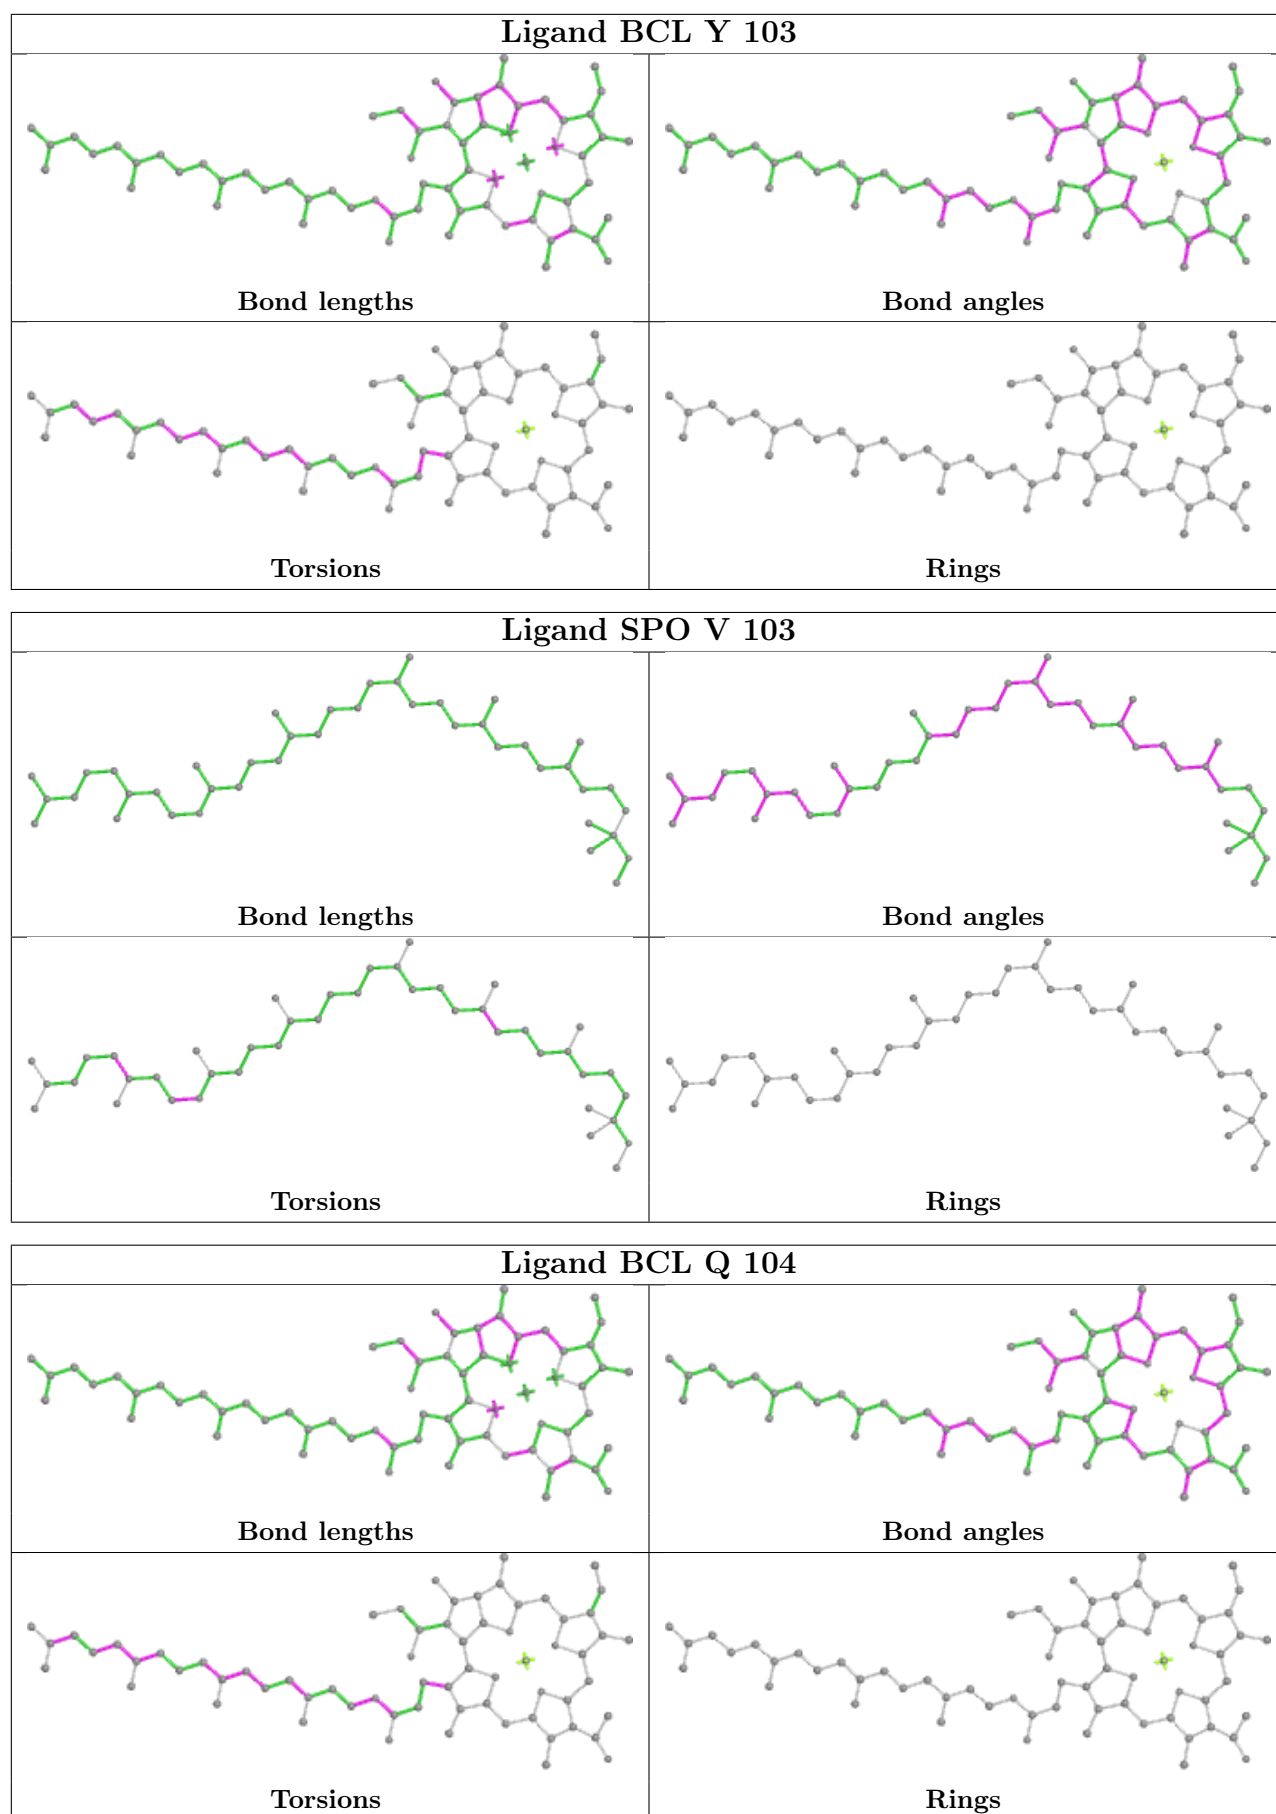 Ligand BCL Y 103
Bond lengths
Bond angles
Torsions
Rings
Ligand SPO V 103
Bond lengths
Bond angles
Torsions
Rings
Ligand BCL Q 104
Bond lengths
Bond angles
Torsions
Rings